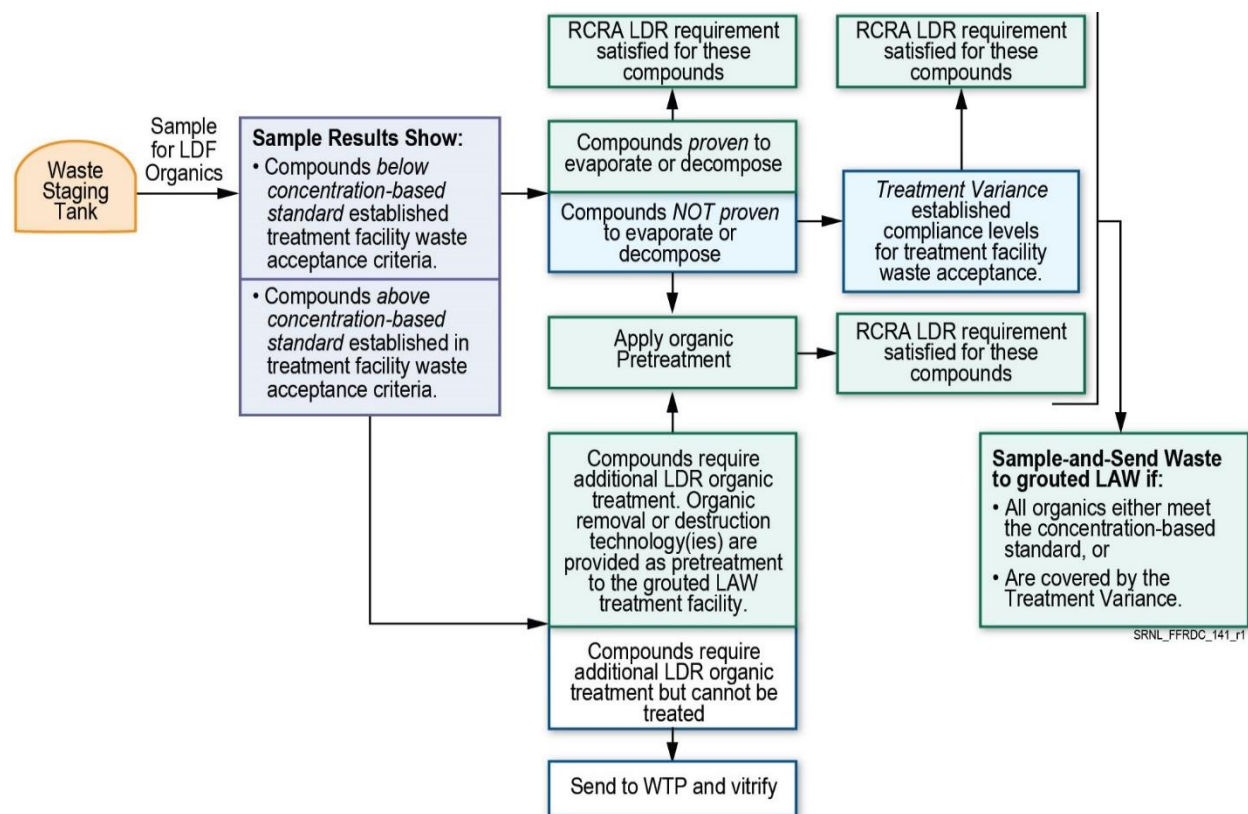 RCRA LDR requirement
satisfied for these
compounds
RCRA LDR requirement
satisfied for these
compounds
Sample
for LDF
Organics
Waste
Staging
Tank
Sample Results Show:
• Compounds below
concentration-based
standard established
treatment facility waste
acceptance criteria.
• Compounds above
concentration-based
standard established in
treatment facility waste
acceptance criteria.
Compounds proven to
evaporate or decompose
Compounds NOT proven
to evaporate or
decompose
Treatment Variance
established
compliance levels
for treatment facility
waste acceptance.
Apply organic
Pretreatment
RCRA LDR requirement
satisfied for these
compounds
Compounds require
additional LDR organic
treatment. Organic
removal or destruction
technology(ies) are
provided as pretreatment
to the grouted LAW
treatment facility.
Compounds require
additional LDR organic
treatment but cannot be
treated
Send to WTP and vitrify
Sample-and-Send Waste
to grouted LAW if:
• All organics either meet
the concentration-based
standard, or
• Are covered by the
Treatment Variance.
SRNL_FFRDC_141_r1